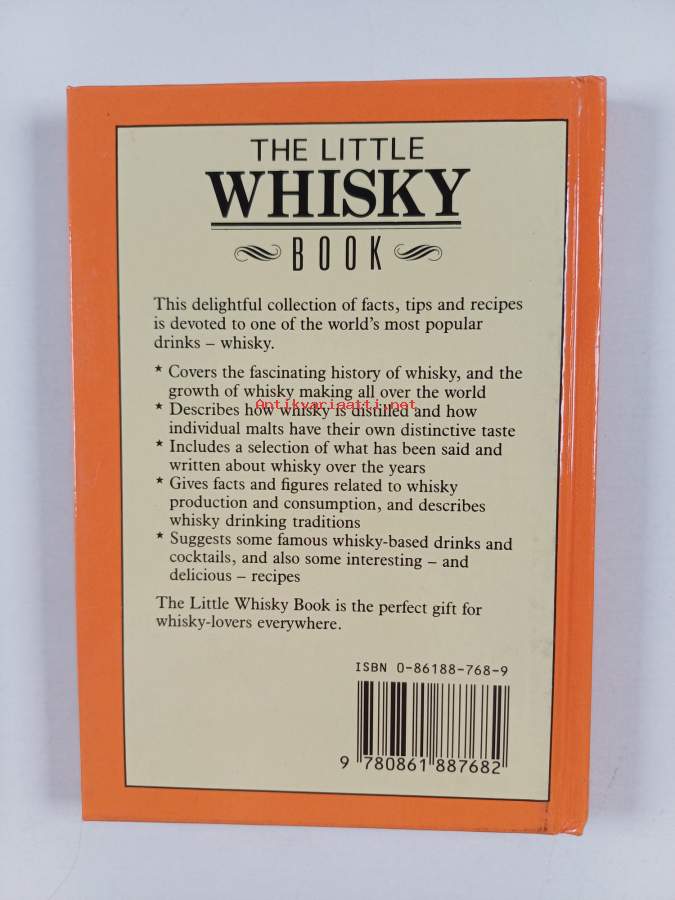 THE LITTLE
WHISKY
BOOK
This delightful collection of facts, tips and recipes
is devoted to one of the world's most popular
drinks – whisky.
* Covers the fascinating history of whisky, and the
growth of whisky making all over the world
Antikvariaatti.net
* Describes how whisky is distilled and how
individual malts have their own distinctive taste
* Includes a selection of what has been said and
written about whisky over the years
* Gives facts and figures related to whisky
production and consumption, and describes
whisky drinking traditions
* Suggests some famous whisky-based drinks and
cocktails, and also some interesting – and
delicious – recipes
The Little Whisky Book is the perfect gift for
whisky-lovers everywhere.
ISBN 0-86188-768-9
9 780861 887682